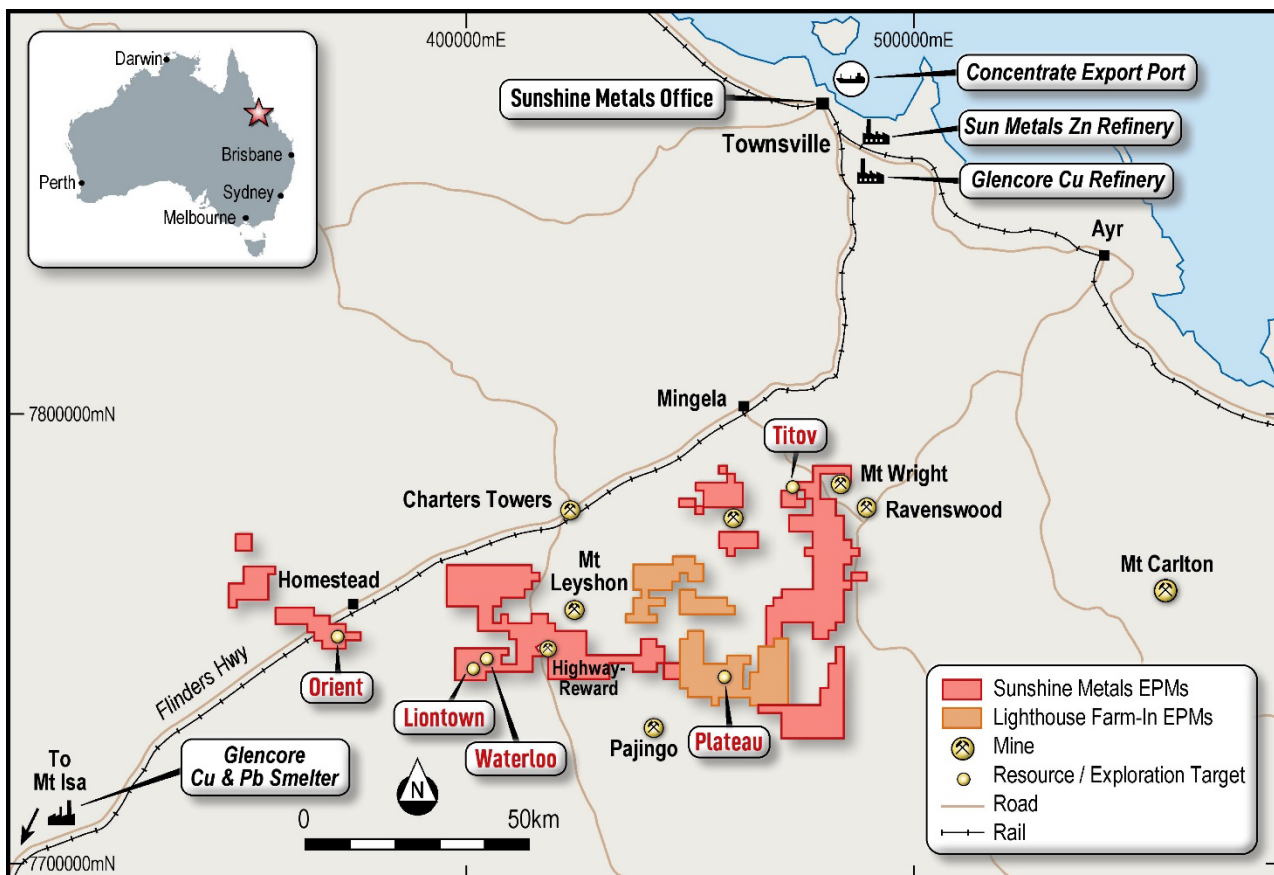 400000mE
500000mE
Darwin
Brisbane
Perth
Sydney
Melbourne
Concentrate Export Port
Sunshine Metals Office
Sun Metals Zn Refinery
Townsville
Glencore Cu Refinery
Ayr
Mingela
7800000mN
Titov
Mt Wright
Charters Towers
Ravenswood
Mt
Leyshon
Mt Carlton
Homestead
Highway-
Reward
Orient
Flinders Hwy
Liontown
Waterloo
Pajingo
Plateau
To
Mt Isa
Glencore
Cu & Pb Smelter
N
0
50km
Sunshine Metals EPMs
Lighthouse Farm-In EPMs
Mine
Resource / Exploration Target
Road
Rail
7700000mN